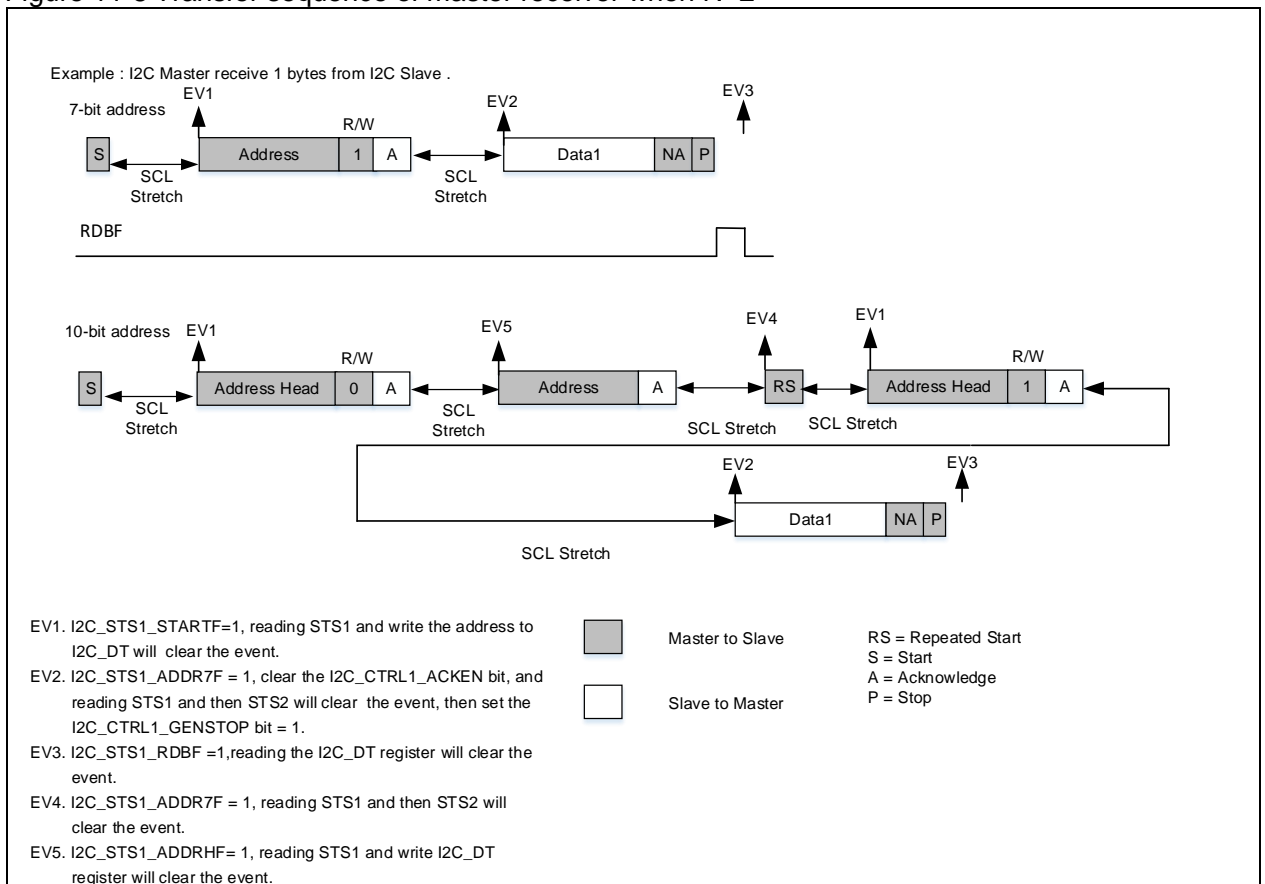 Figure 11-8 Transfer sequence of master receiver when N=2
Example : I2C Master receive 1 bytes from I2C Slave .
7-bit address
EV1
EV2
EV3
R/W
S
Address
1
A
Data1
NA
P
SCL
Stretch
SCL
Stretch
RDBF
10-bit address
EV1
EV5
EV4
EV1
R/W
R/W
S
Address Head
0
A
Address
A
RS
Address Head
1
A
SCL
Stretch
SCL
Stretch
SCL Stretch
SCL Stretch
EV2
EV3
Data1
NA
P
SCL Stretch
EV1. I2C_STS1_STARTF=1, reading STS1 and write the address to
I2C_DT will clear the event.
EV2. I2C_STS1_ADDR7F = 1, clear the I2C_CTRL1_ACKEN bit, and
reading STS1 and then STS2 will clear the event, then set the
I2C_CTRL1_GENSTOP bit = 1.
EV3. I2C_STS1_RDBF =1,reading the I2C_DT register will clear the
event.
EV4. I2C_STS1_ADDR7F = 1, reading STS1 and then STS2 will
clear the event.
EV5. I2C_STS1_ADDRHF= 1, reading STS1 and write I2C_DT
register will clear the event.
Master to Slave
Slave to Master
RS = Repeated Start
S = Start
A = Acknowledge
P = Stop